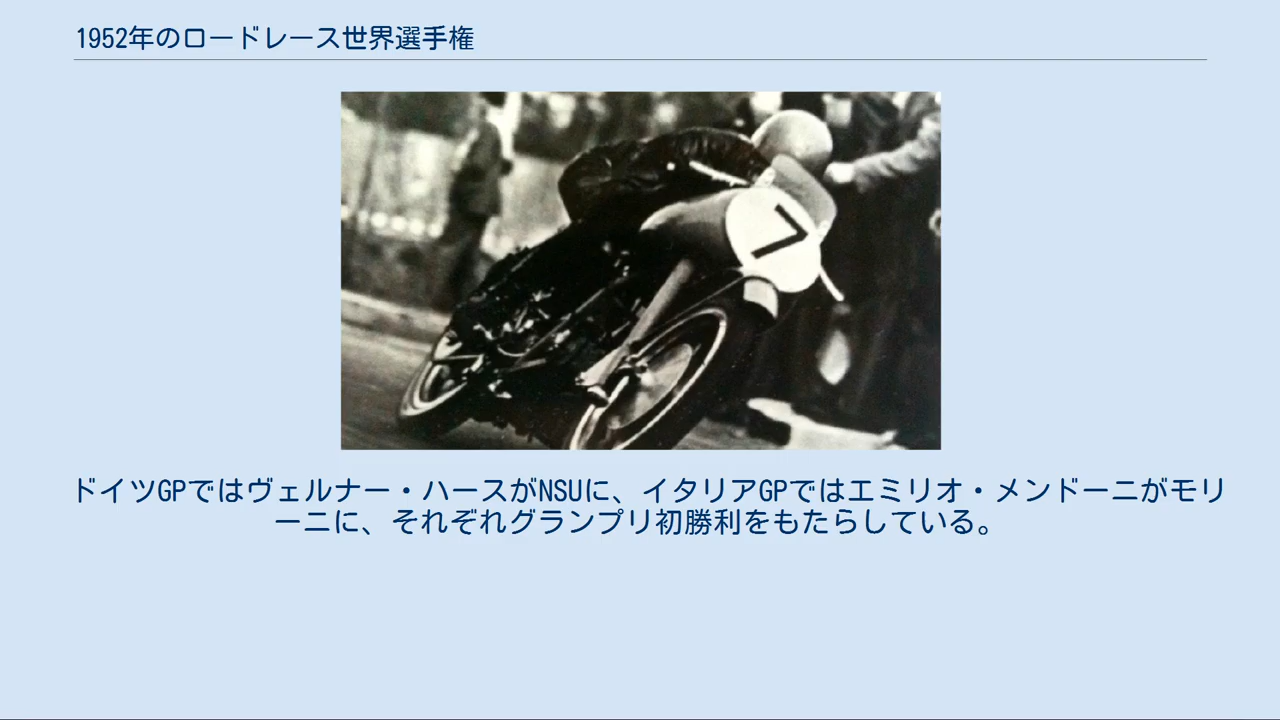 1952年のロードレース世界選手権
7
ドイツGPではヴェルナー・ハースがNSUに、イタリアGPではエミリオ・メンドーニがモリ
ーニに、それぞれグランプリ初勝利をもたらしている。